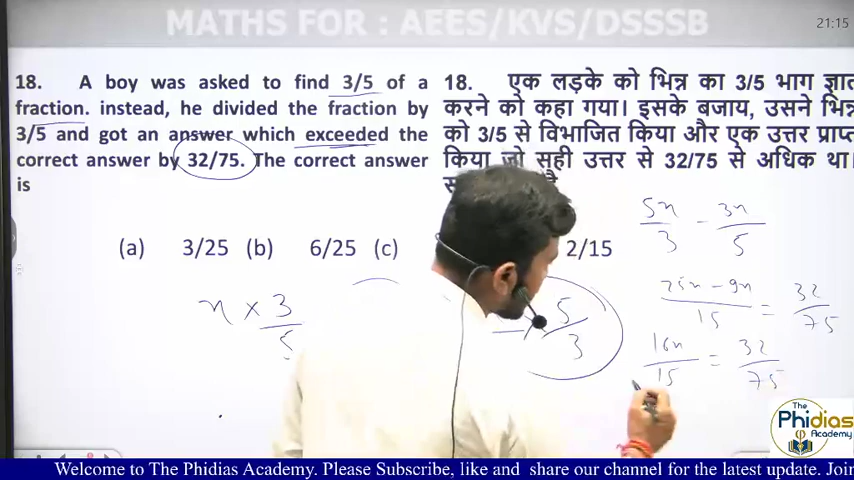 MATHS FOR : AEES/KVS/DSSSB
21:15
18. A boy was asked to find 3/5 of a
fraction. instead, he divided the fraction by
3/5 and got an answer which exceeded the
correct answer by 32/75. The correct answer
is
(a) 3/25 (b) 6/25 (c)
2/15
18. एक लड़के को भिन्न का 3/5 भाग ज्ञात
करने को कहा गया। इसके बजाय, उसने भिन्न
को 3/5 से विभाजित किया और एक उत्तर प्राप्त
किया जो सही उत्तर से 32/75 से अधिक था।
है
x × 3/5
5/3
5x/3 - 3x/5
25x - 9x/15 = 32/75
16x/15 = 32/75
The
Phidias
Academy
Welcome to The Phidias Academy. Please Subscribe, like and share our channel for the latest update. Join